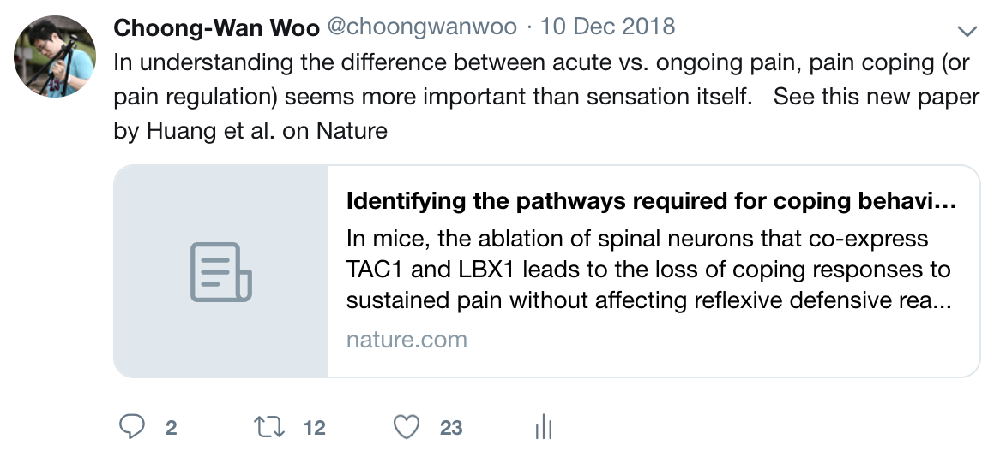 Choong-Wan Woo @choongwanwoo · 10 Dec 2018
In understanding the difference between acute vs. ongoing pain, pain coping (or
pain regulation) seems more important than sensation itself.   See this new paper
by Huang et al. on Nature
Identifying the pathways required for coping behavi...
In mice, the ablation of spinal neurons that co-express
TAC1 and LBX1 leads to the loss of coping responses to
sustained pain without affecting reflexive defensive rea...
nature.com
2 12 23